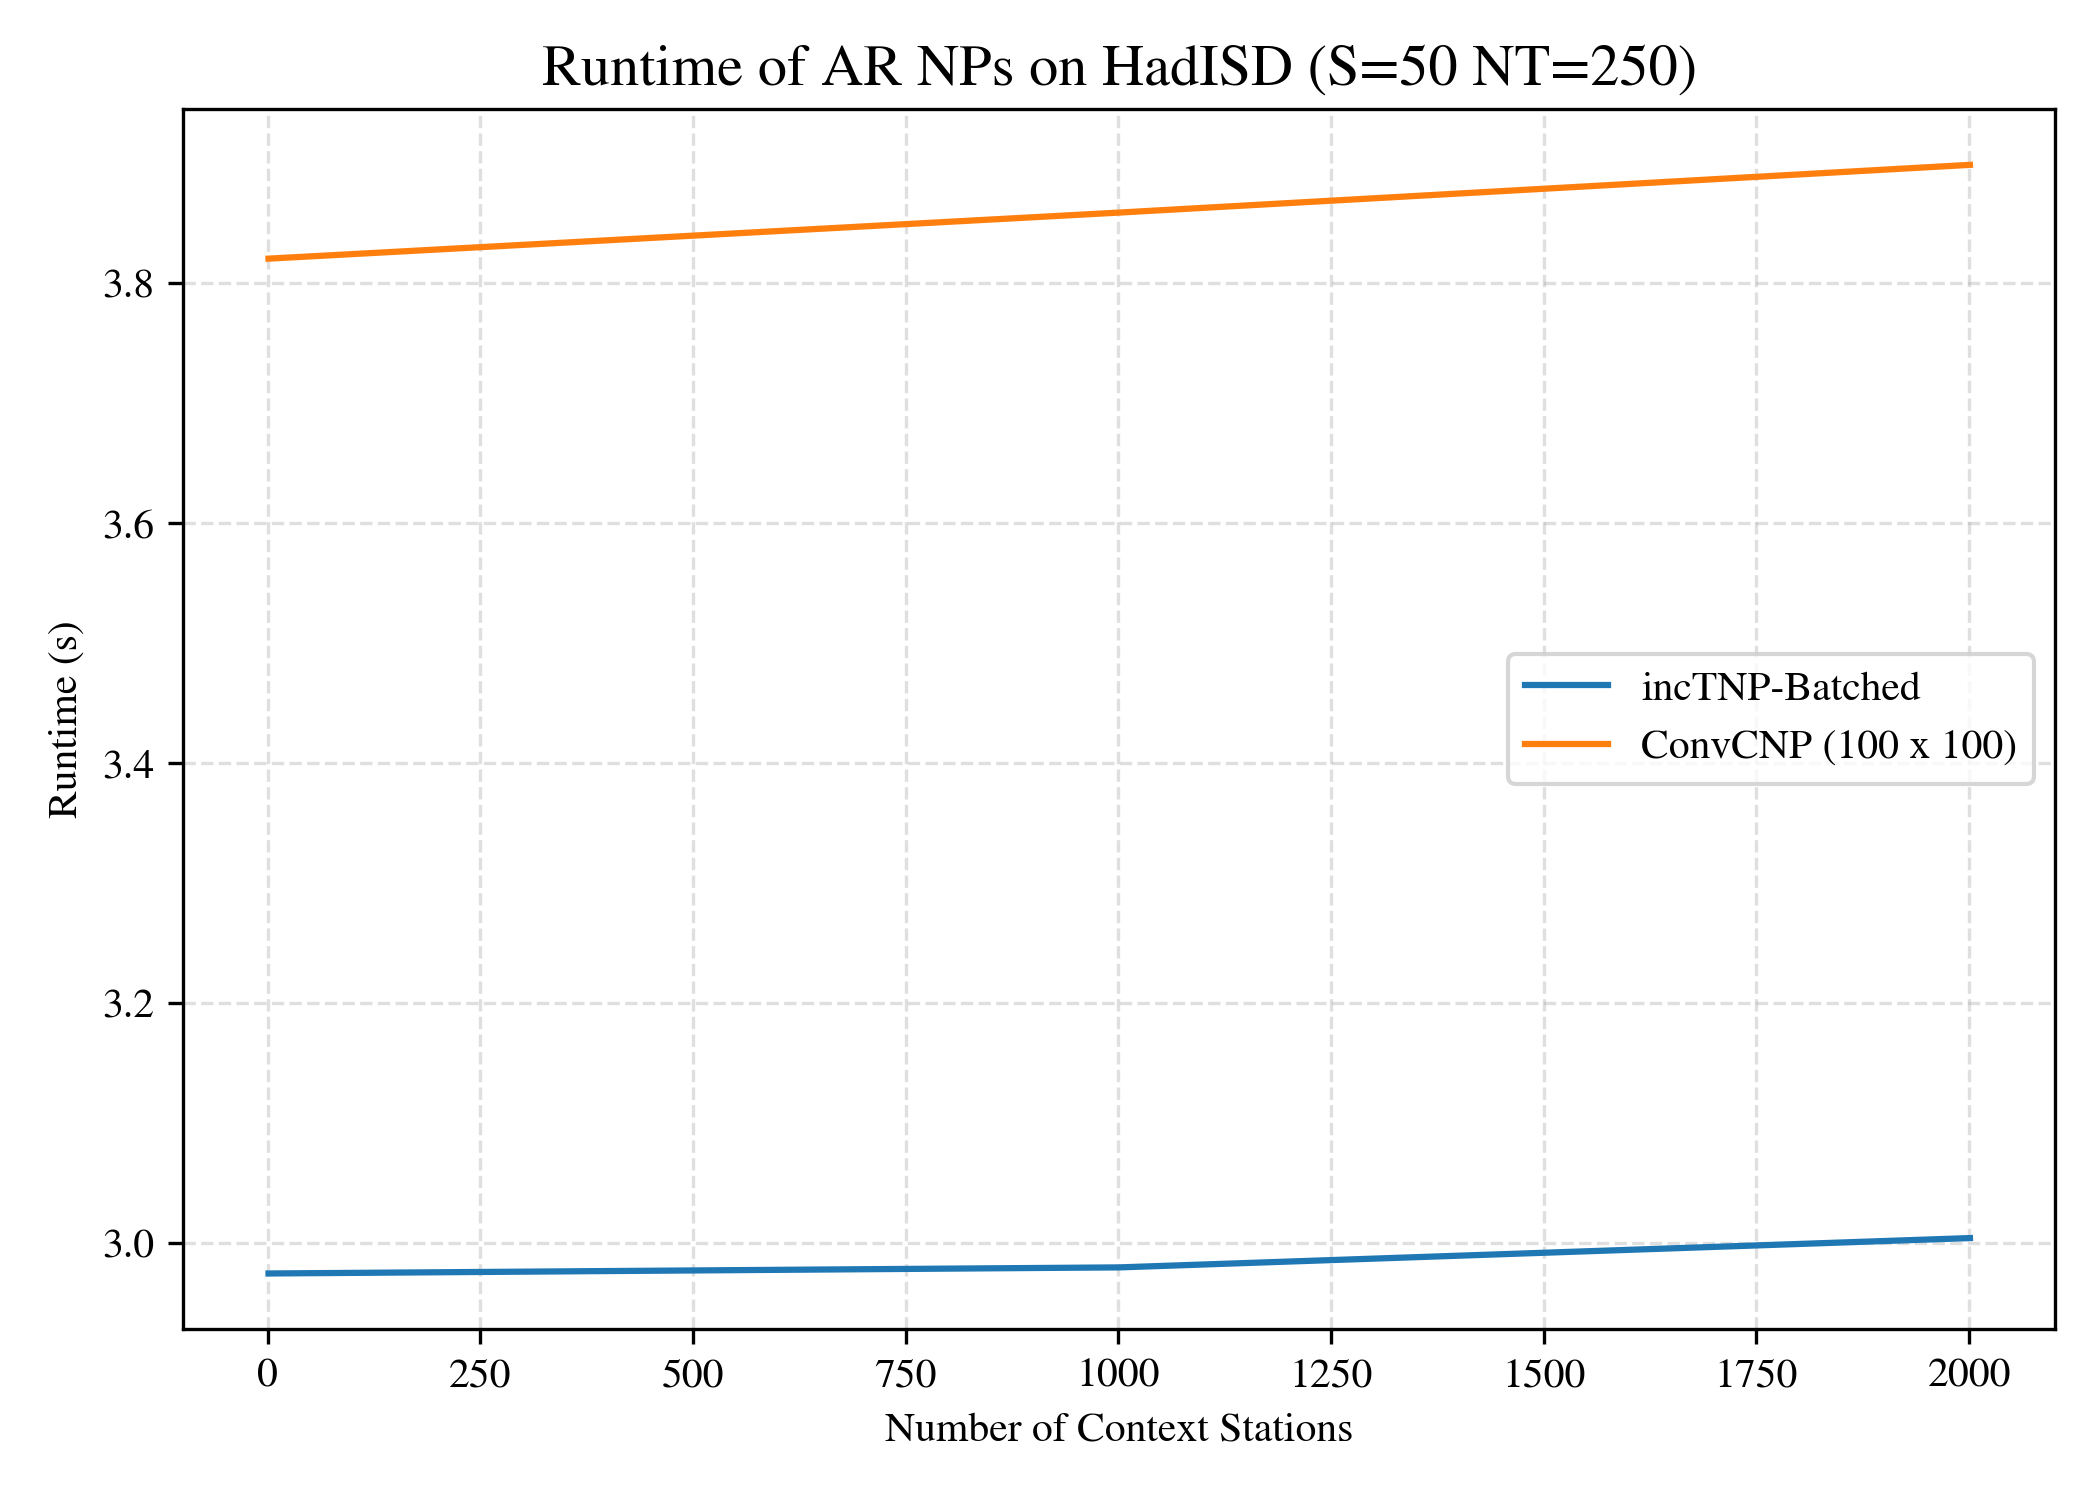 Runtime of AR NPs on HadISD (S=50 NT=250)
Runtime (s)
3.8
3.6
3.4
3.2
3.0
incTNP-Batched
ConvCNP (100 x 100)
0 250 500 750 1000 1250 1500 1750 2000
Number of Context Stations